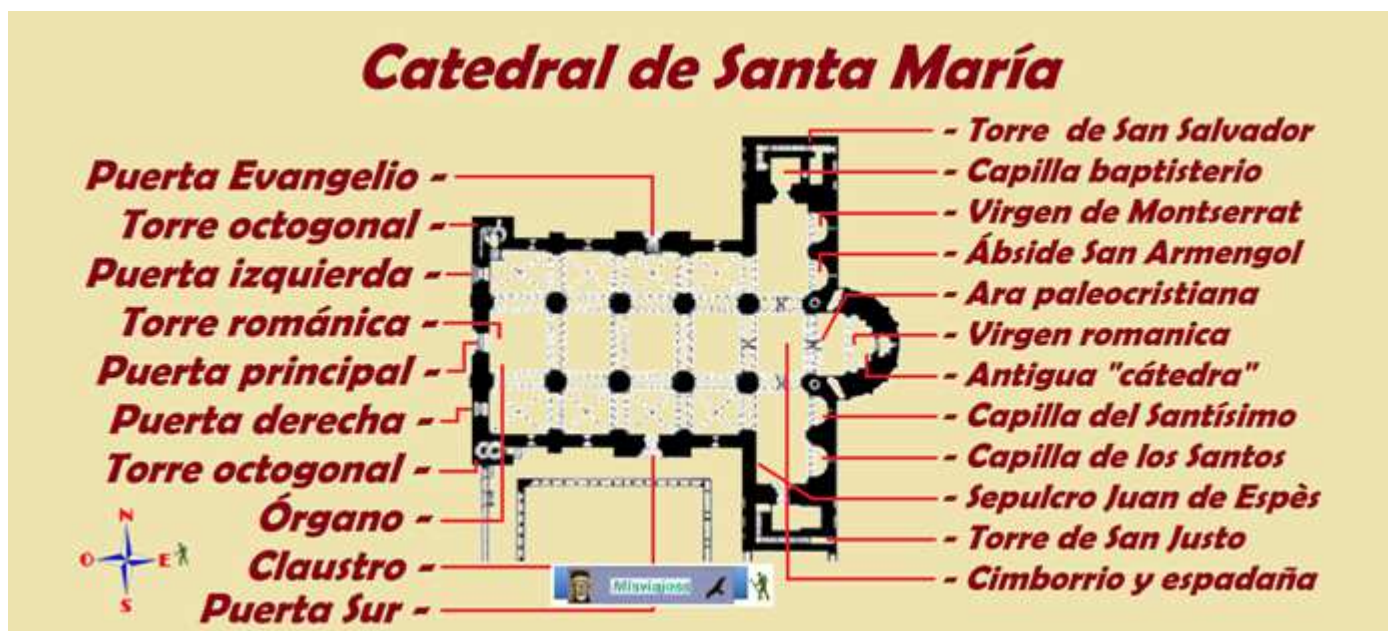 Catedral de Santa María
Puerta Evangelio -
Torre octogonal -
Puerta izquierda -
Torre románica -
Puerta principal -
Puerta derecha -
Torre octogonal -
Órgano -
Claustro -
Puerta Sur -
- Torre de San Salvador
- Capilla baptisterio
- Virgen de Montserrat
- Ábside San Armengol
- Ara paleocristiana
- Virgen romanica
- Antigua "cátedra"
- Capilla del Santísimo
- Capilla de los Santos
- Sepulcro Juan de Espès
- Torre de San Justo
- Cimborrio y espadaña
N
O E
S
Misviajess